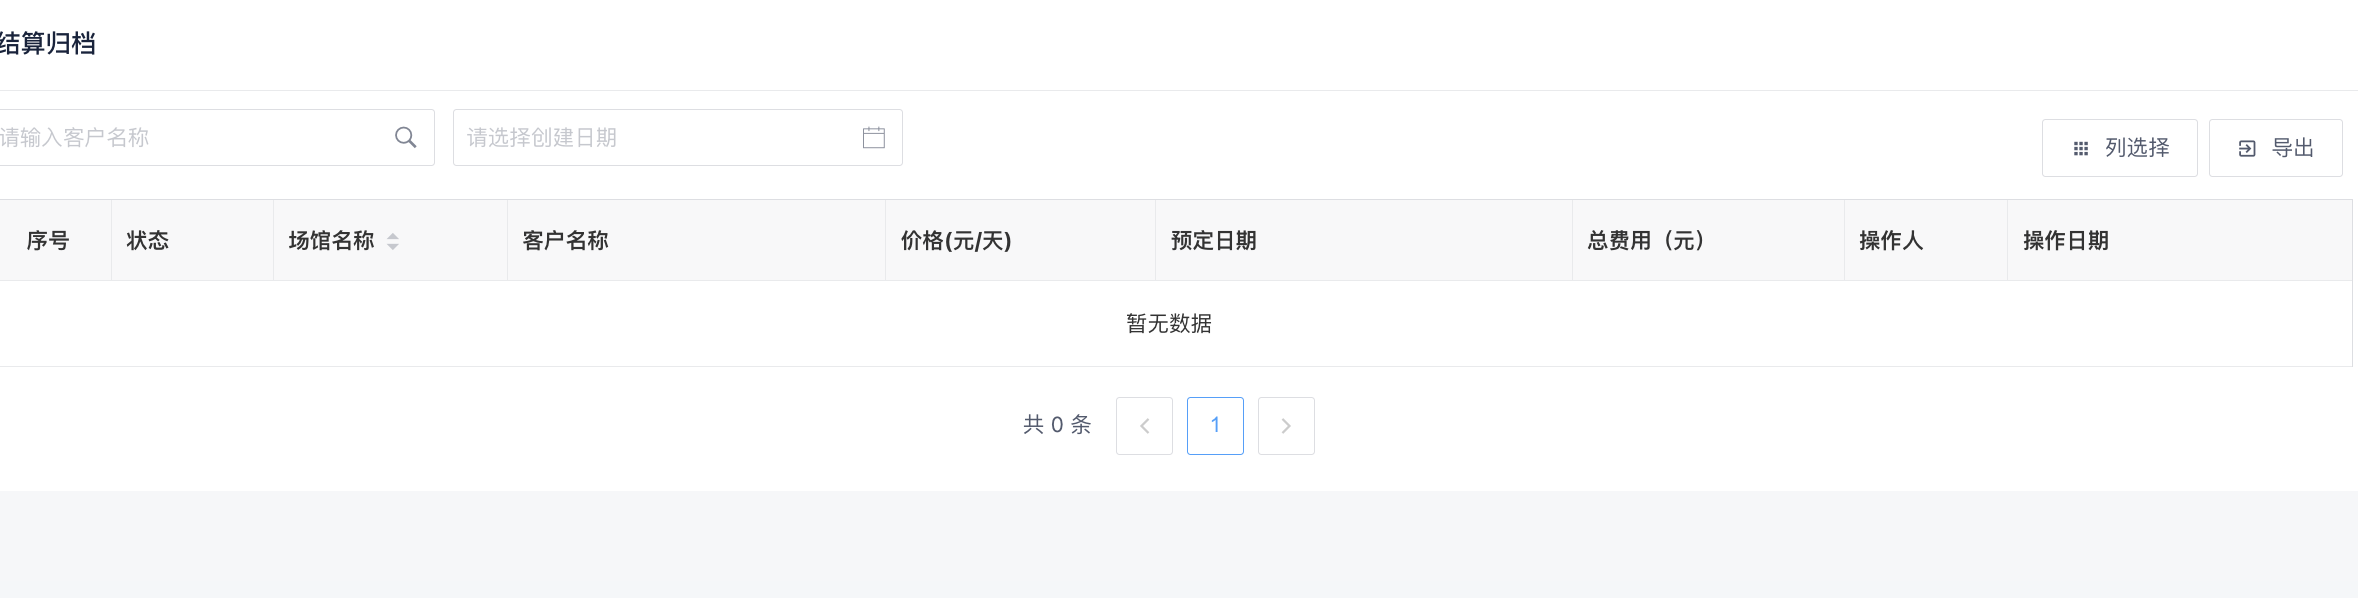 结算归档
请输入客户名称 请选择创建日期 列选择 导出
序号 状态 场馆名称 客户名称 价格(元/天) 预定日期 总费用（元） 操作人 操作日期
暂无数据
共 0 条 1